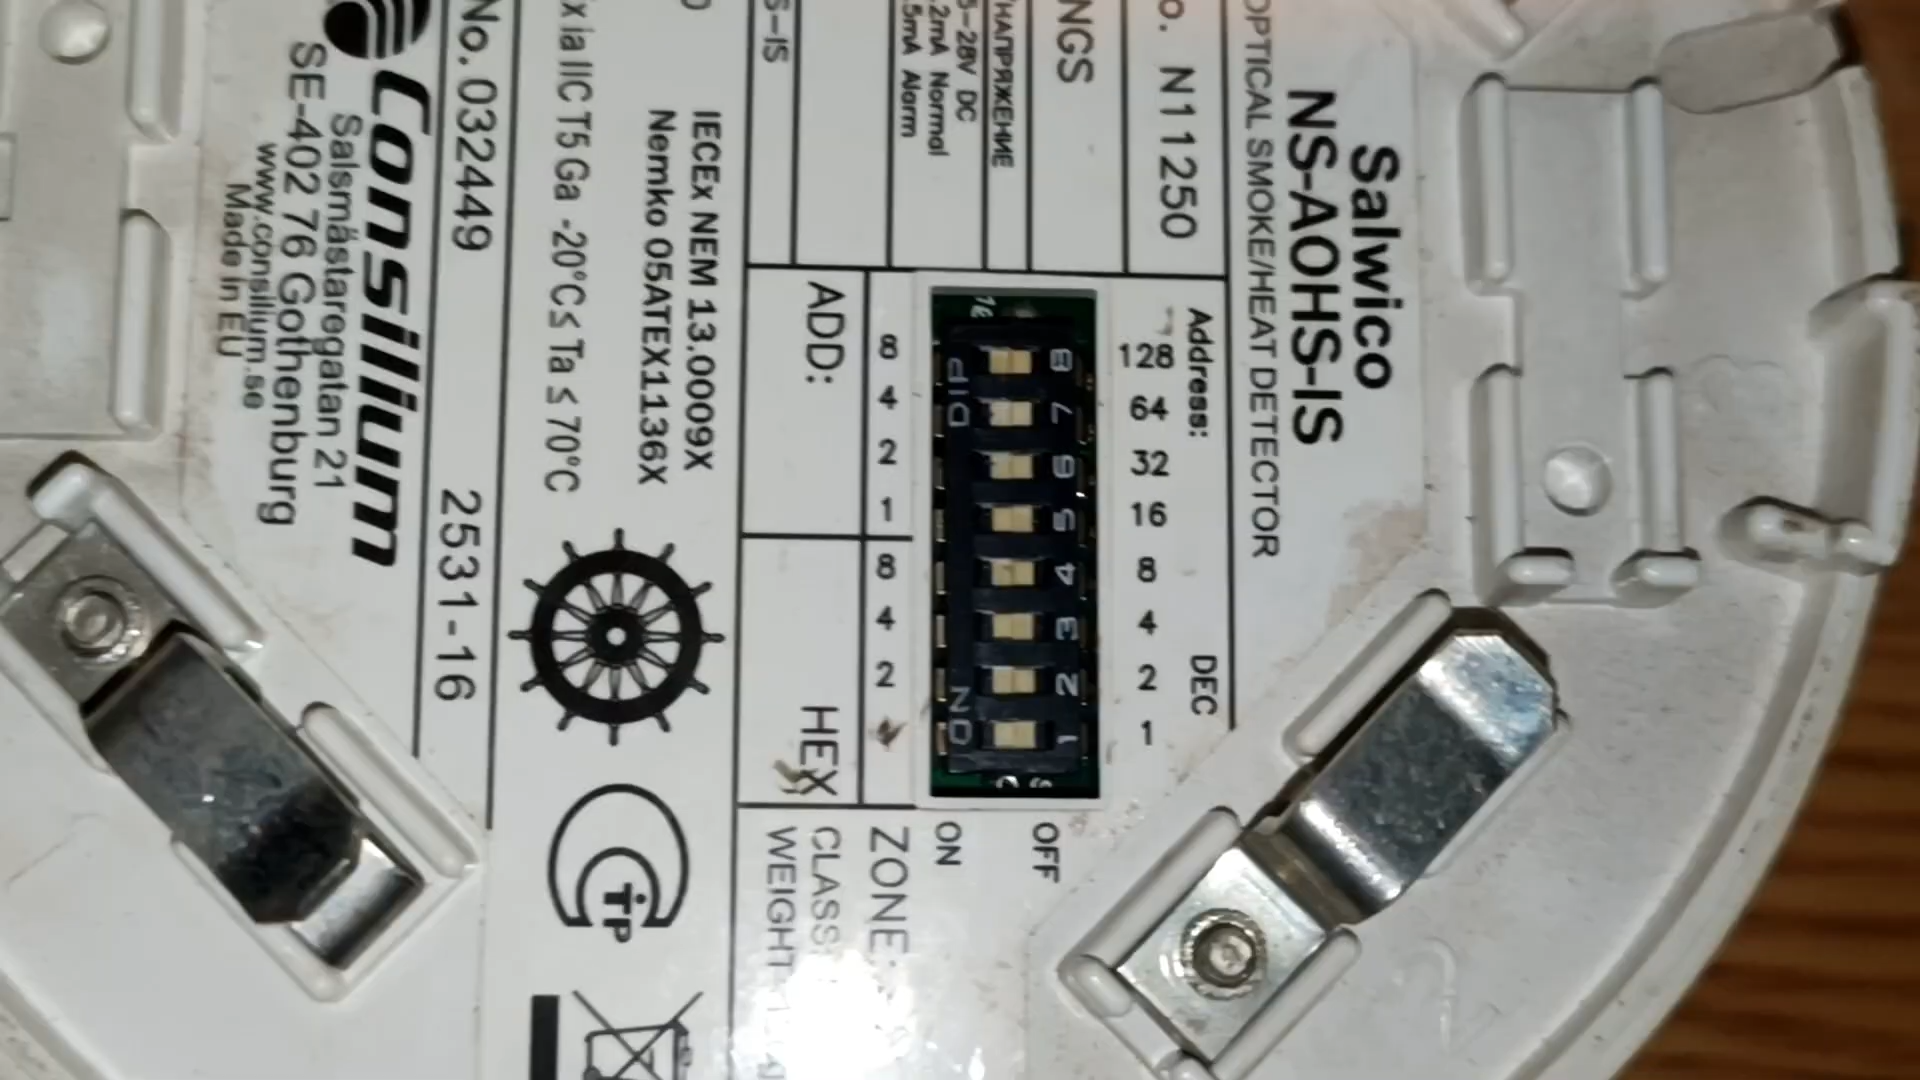 Salwico
NS-AOHS-IS
OPTICAL SMOKE/HEAT DETECTOR
Address:
DEC
128
64
32
16
8
4
2
1
o. N11250
NGS
НАПРЯЖЕНИЕ
5-28V DC
.2mA Normal
.5mA Alarm
S-IS
8
4
2
1
8
4
2
ADD:
HEX
DIP
ON
8
7
6
5
4
3
2
1
OFF
ON
ZONE:
CLASS
WEIGHT
IECEx NEM 13.0009X
Nemko 05ATEX1136X
x ia IIC T5 Ga -20°C≤ Ta ≤ 70°C
No. 032449
2531-16
Consilium
Salsmästaregatan 21
SE-402 76 Gothenburg
www.consilium.se
Made in EU